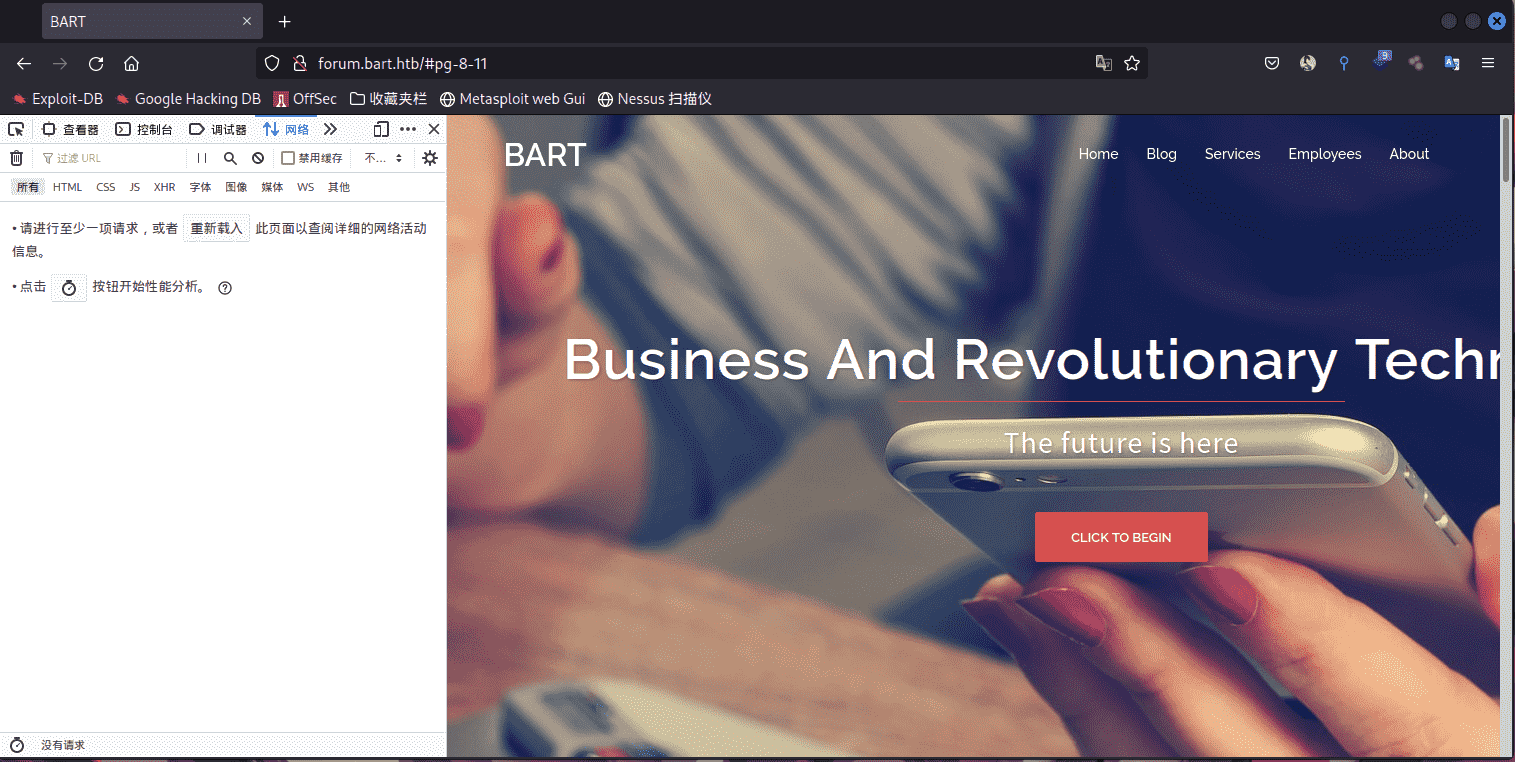 BART
forum.bart.htb/#pg-8-11
9
Exploit-DB Google Hacking DB OffSec 收藏夹栏 Metasploit web Gui Nessus 扫描仪
查看器 控制台 调试器 网络
过滤 URL 禁用缓存 不...
所有 HTML CSS JS XHR 字体 图像 媒体 WS 其他
• 请进行至少一项请求，或者 重新载入 此页面以查阅详细的网络活动
信息。
• 点击 按钮开始性能分析。
没有请求
BART Home Blog Services Employees About
Business And Revolutionary Techn
The future is here
CLICK TO BEGIN